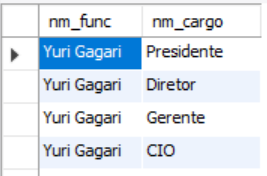 nm_func nm_cargo
Yuri Gagari Presidente
Yuri Gagari Diretor
Yuri Gagari Gerente
Yuri Gagari CIO